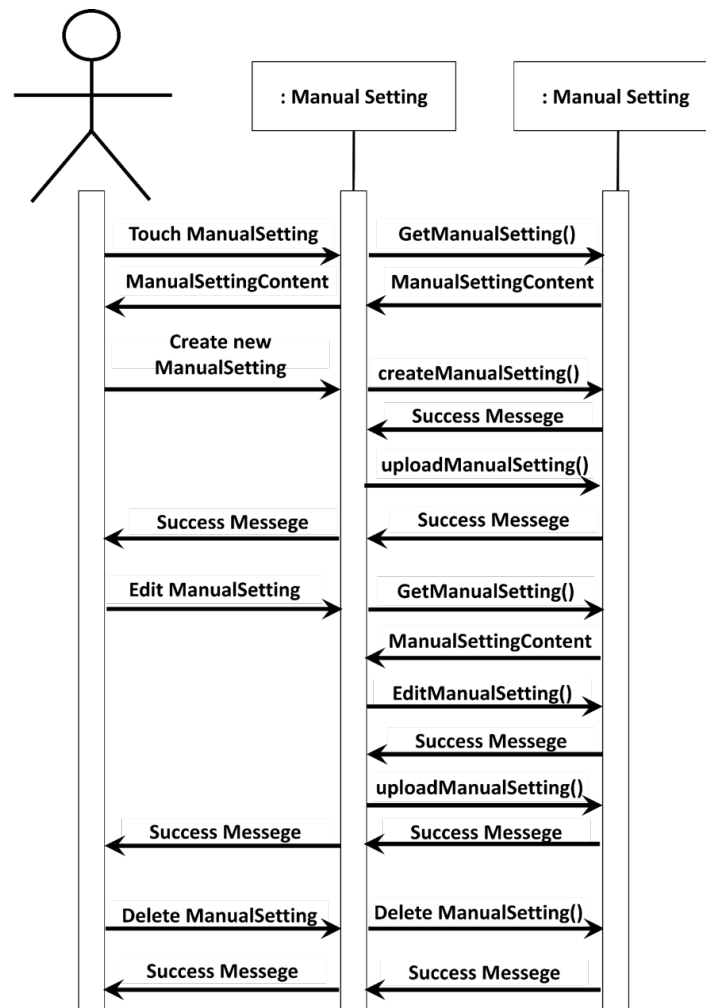 : Manual Setting
: Manual Setting
Touch ManualSetting
GetManualSetting()
ManualSettingContent
ManualSettingContent
Create new
ManualSetting
createManualSetting()
Success Messege
uploadManualSetting()
Success Messege
Success Messege
Edit ManualSetting
GetManualSetting()
ManualSettingContent
EditManualSetting()
Success Messege
uploadManualSetting()
Success Messege
Success Messege
Delete ManualSetting
Delete ManualSetting()
Success Messege
Success Messege